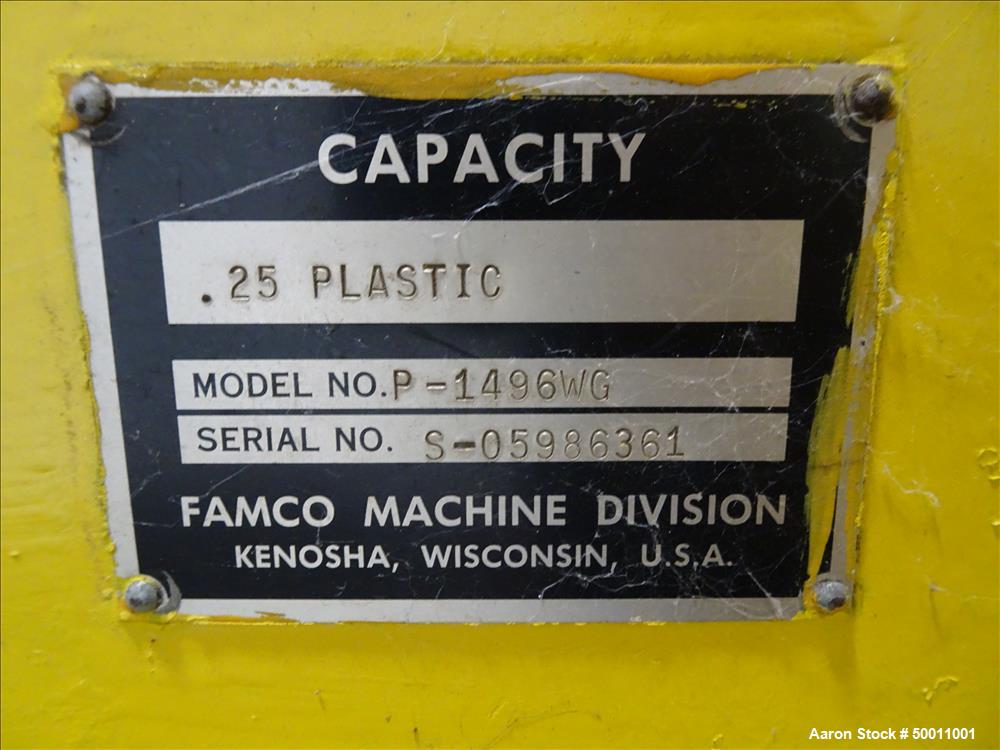 CAPACITY
.25 PLASTIC
MODEL NO. P-1496WG
SERIAL NO. S-05986361
FAMCO MACHINE DIVISION
KENOSHA, WISCONSIN, U.S.A.
Aaron Stock # 50011001